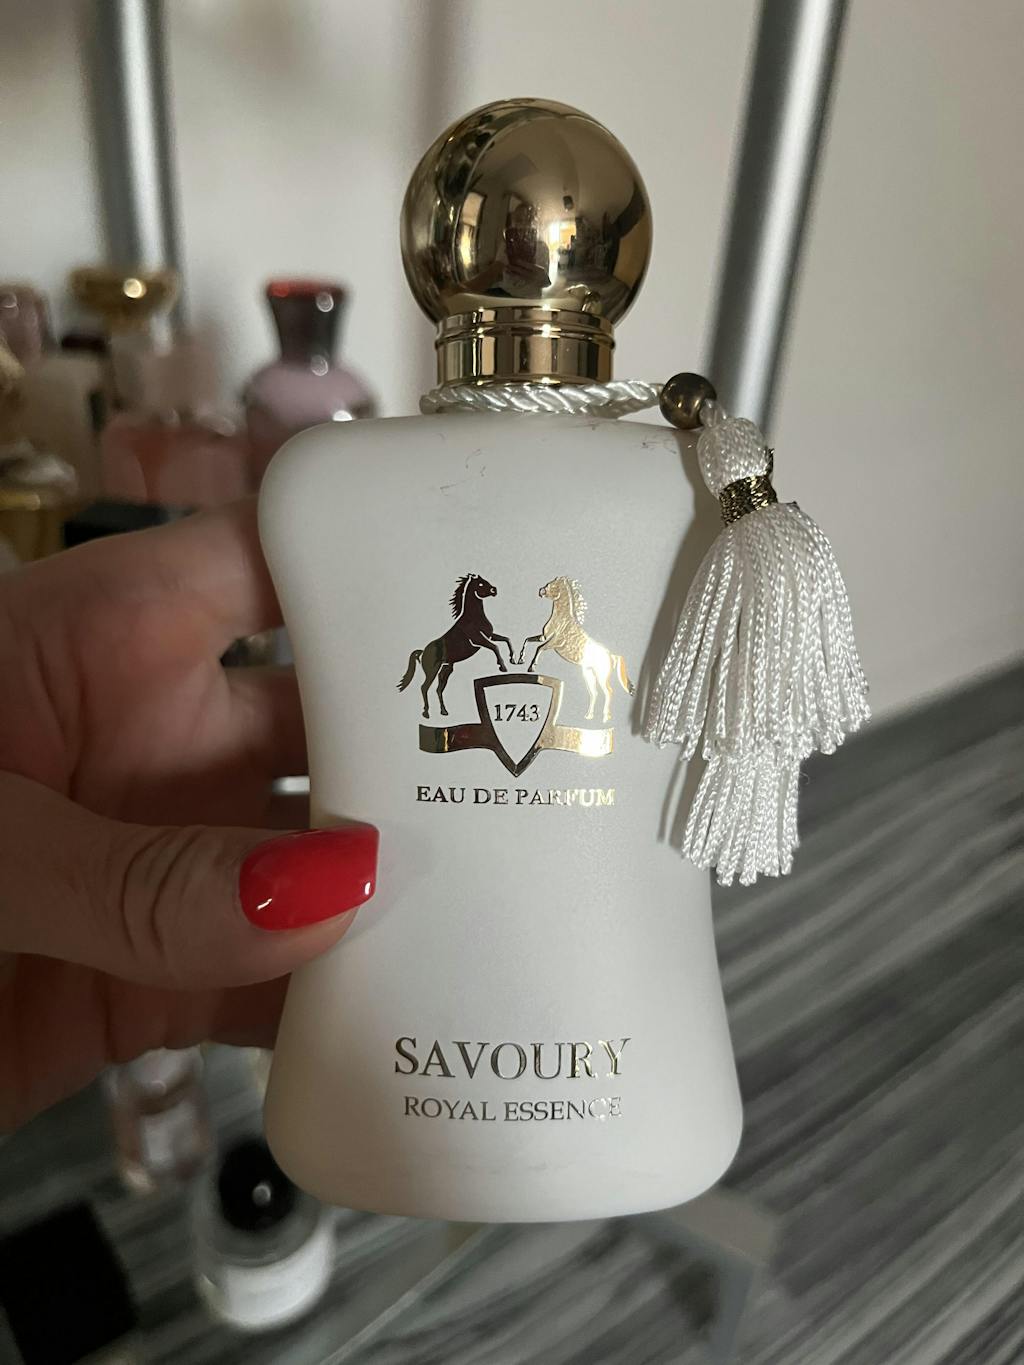 1743
EAU DE PARFUM
SAVOURY
ROYAL ESSENCE